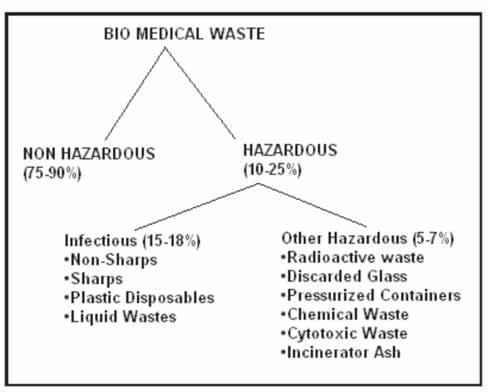 BIO MEDICAL WASTE
NON HAZARDOUS
(75-90%)
HAZARDOUS
(10-25%)
Infectious (15-18%)
•Non-Sharps
•Sharps
•Plastic Disposables
•Liquid Wastes
Other Hazardous (5-7%)
•Radioactive waste
•Discarded Glass
•Pressurized Containers
•Chemical Waste
•Cytotoxic Waste
•Incinerator Ash